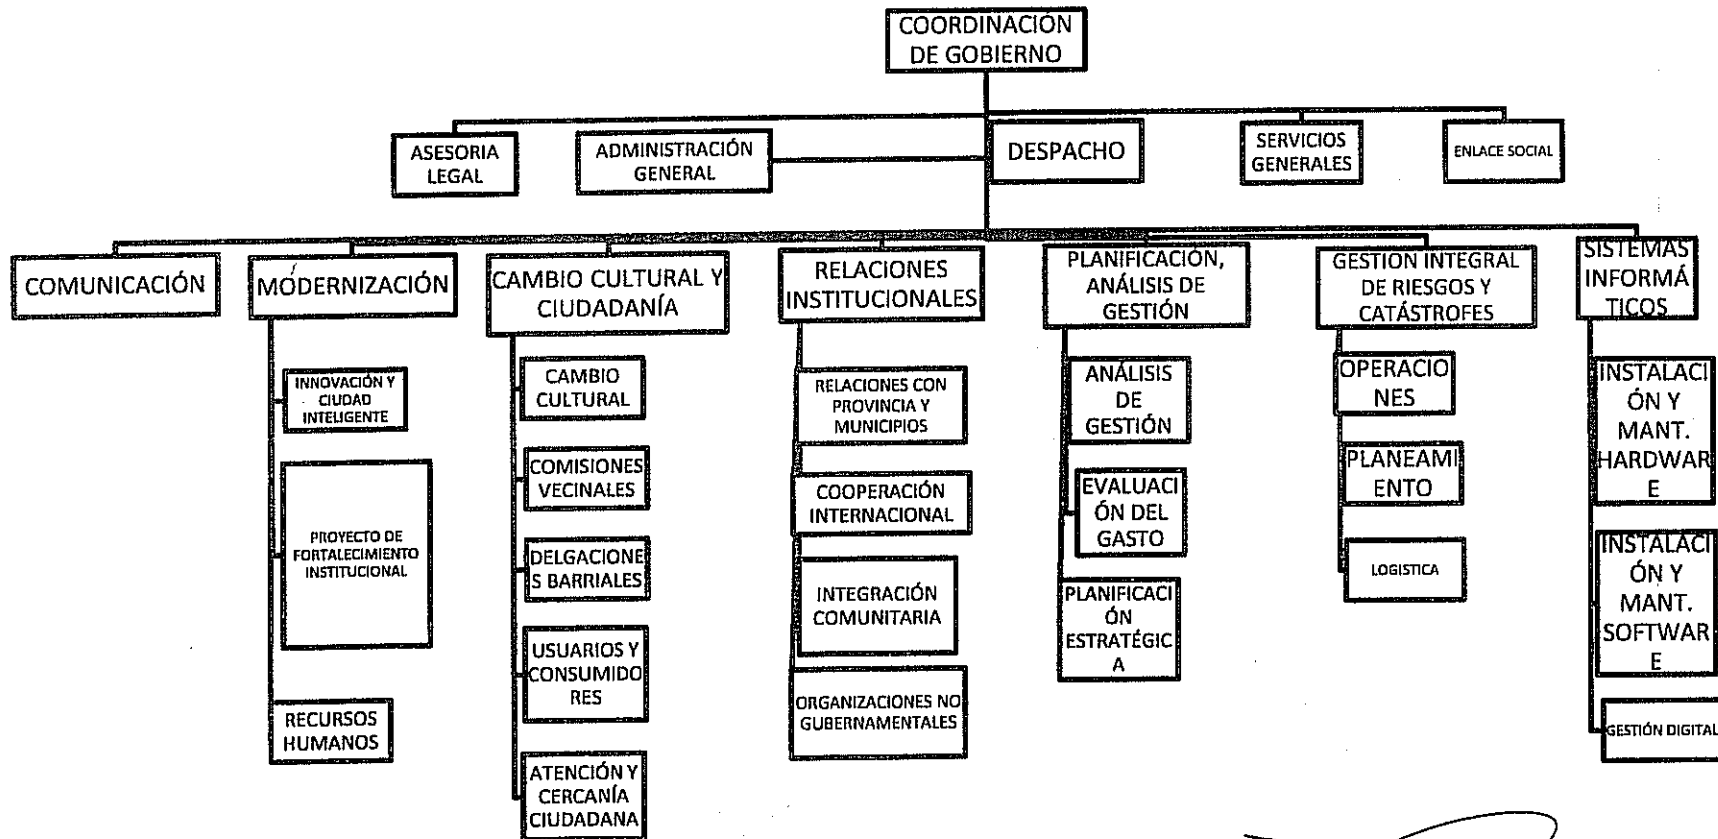 COORDINACIÓN
DE GOBIERNO
ASESORIA
LEGAL
ADMINISTRACIÓN
GENERAL
DESPACHO
SERVICIOS
GENERALES
ENLACE SOCIAL
COMUNICACIÓN
MODERNIZACIÓN
CAMBIO CULTURAL Y
CIUDADANÍA
RELACIONES
INSTITUCIONALES
PLANIFICACIÓN,
ANÁLISIS DE
GESTIÓN
GESTION INTEGRAL
DE RIESGOS Y
CATÁSTROFES
SISTEMAS
INFORMÁ
TICOS
INNOVACIÓN Y
CIUDAD
INTELIGENTE
PROYECTO DE
FORTALECIMIENTO
INSTITUCIONAL
RECURSOS
HUMANOS
CAMBIO
CULTURAL
COMISIONES
VECINALES
DELGACIONE
S BARRIALES
USUARIOS Y
CONSUMIDO
RES
ATENCIÓN Y
CERCANÍA
CIUDADANA
RELACIONES CON
PROVINCIA Y
MUNICIPIOS
COOPERACIÓN
INTERNACIONAL
INTEGRACIÓN
COMUNITARIA
ORGANIZACIONES NO
GUBERNAMENTALES
ANÁLISIS
DE
GESTIÓN
EVALUACI
ÓN DEL
GASTO
PLANIFICACI
ÓN
ESTRATÉGIC
A
OPERACIO
NES
PLANEAMI
ENTO
LOGISTICA
INSTALACI
ÓN Y
MANT.
HARDWAR
E
INSTALACI
ÓN Y
MANT.
SOFTWAR
E
GESTIÓN DIGITAL